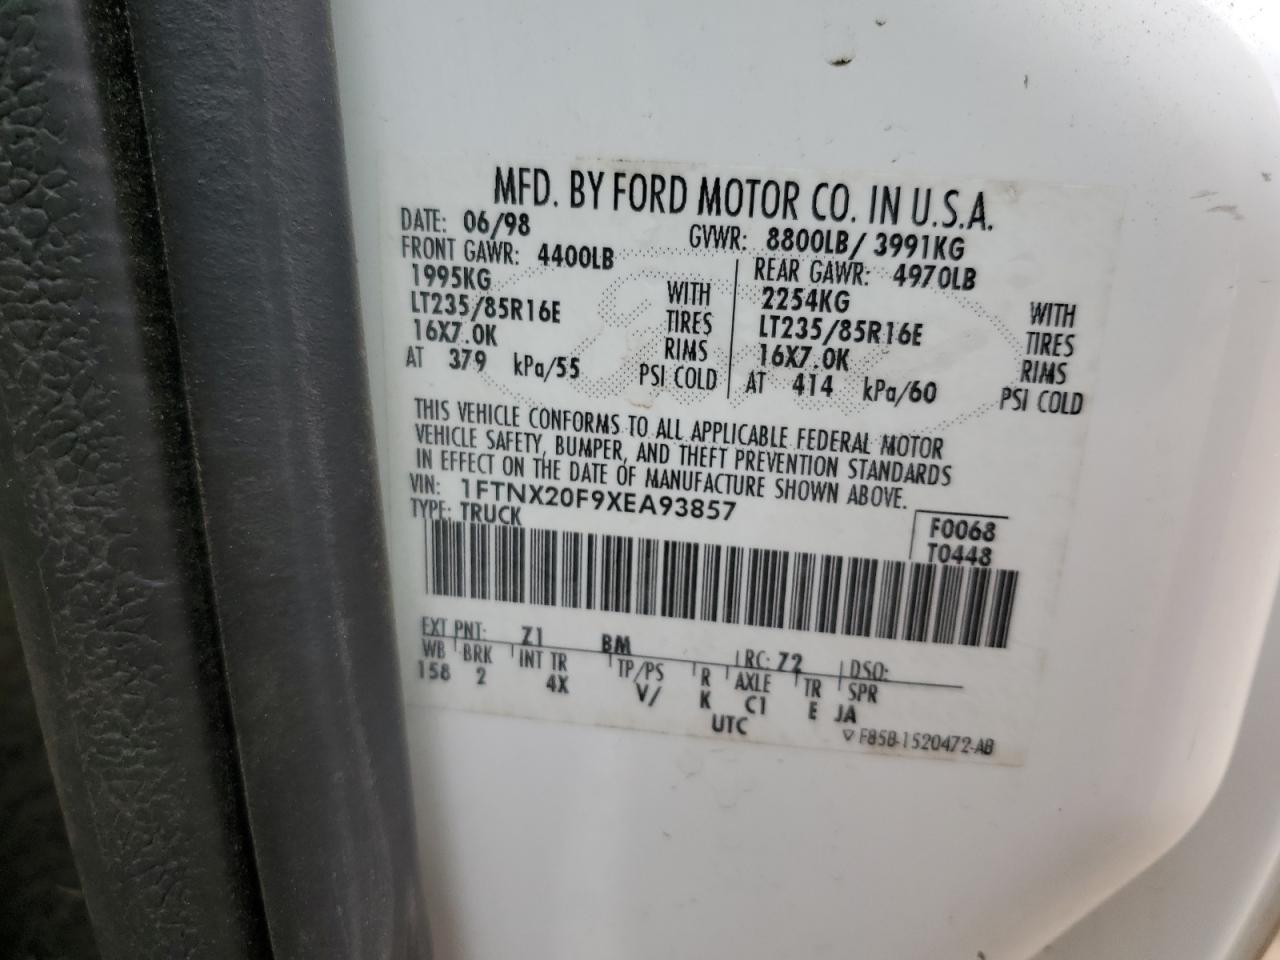 MFD. BY FORD MOTOR CO. IN U.S.A.
DATE: 06/98 GVWR: 8800LB/ 3991KG
FRONT GAWR: 4400LB REAR GAWR: 4970LB
1995KG WITH 2254KG WITH
LT235/85R16E TIRES LT235/85R16E TIRES
16X7.0K RIMS 16X7.0K RIMS
AT 379 kPa/55 PSI COLD AT 414 kPa/60 PSI COLD
THIS VEHICLE CONFORMS TO ALL APPLICABLE FEDERAL MOTOR
VEHICLE SAFETY, BUMPER, AND THEFT PREVENTION STANDARDS
IN EFFECT ON THE DATE OF MANUFACTURE SHOWN ABOVE.
VIN: 1FTNX20F9XEA93857
TYPE: TRUCK
F0068
T0448
EXT PNT: Z1 BM RC: 72 DSO:
WB BRK INT TR TP/PS R AXLE TR SPR
158 2 4X V/ K C1 E JA
UTC
F85B-1520472-AB